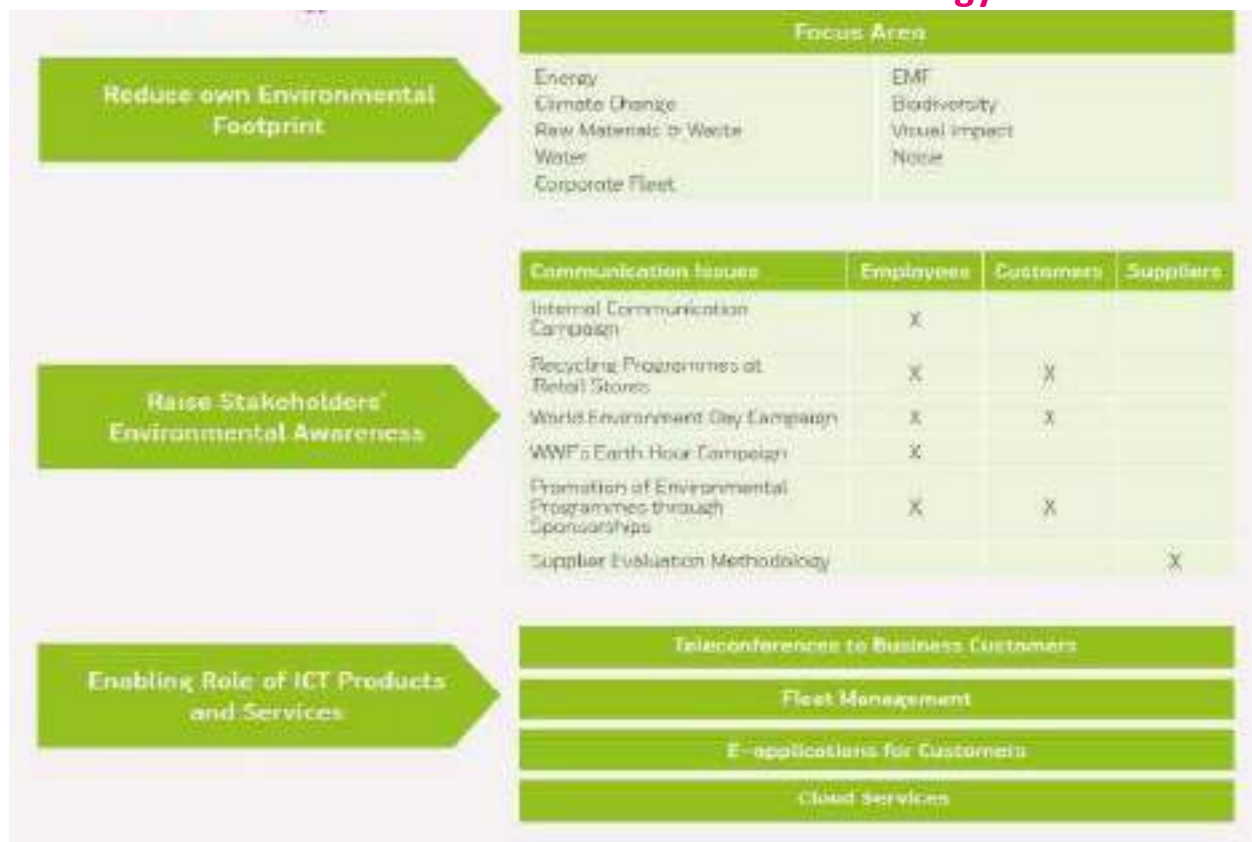 Focus Area
Reduce own Environmental
Footprint
Energy
Climate Change
Raw Materials & Waste
Water
Corporate Fleet
EMF
Biodiversity
Visual Impact
Noise
Communication Issues Employees Customers Suppliers
Raise Stakeholders'
Environmental Awareness
Internal Communication
Campaign X
Recycling Programmes at
Retail Stores X X
World Environment Day Campaign X X
WWF's Earth Hour Campaign X
Promotion of Environmental
Programmes through
Sponsorships X X
Supplier Evaluation Methodology X
Enabling Role of ICT Products
and Services
Teleconferences to Business Customers
Fleet Management
E-applications for Customers
Cloud Services